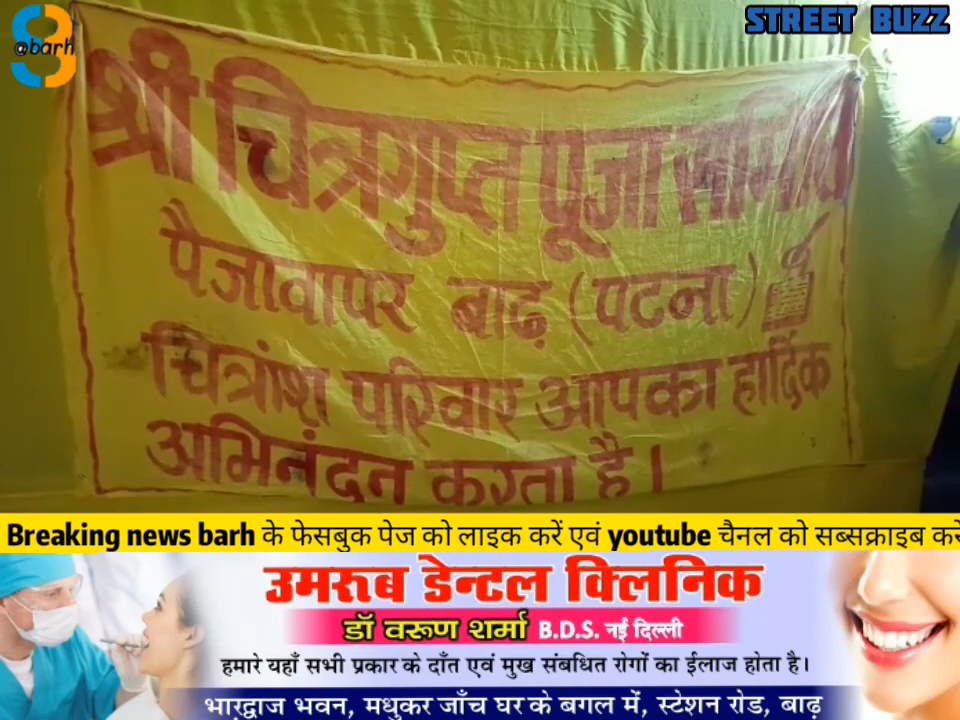 @barh
STREET BUZZ
श्री चित्रगुप्त पूजा समिति
पैजावापर बाढ़ (पटना)
चित्रांश परिवार आपका हार्दिक
अभिनंदन करता है।
Breaking news barh के फेसबुक पेज को लाइक करें एवं youtube चैनल को सब्सक्राइब करें
उमरूब डेन्टल क्लिनिक
डॉ वरूण शर्मा B.D.S. नई दिल्ली
हमारे यहाँ सभी प्रकार के दाँत एवं मुख संबधित रोगों का ईलाज होता है।
भारद्वाज भवन, मधुकर जाँच घर के बगल में, स्टेशन रोड, बाढ़